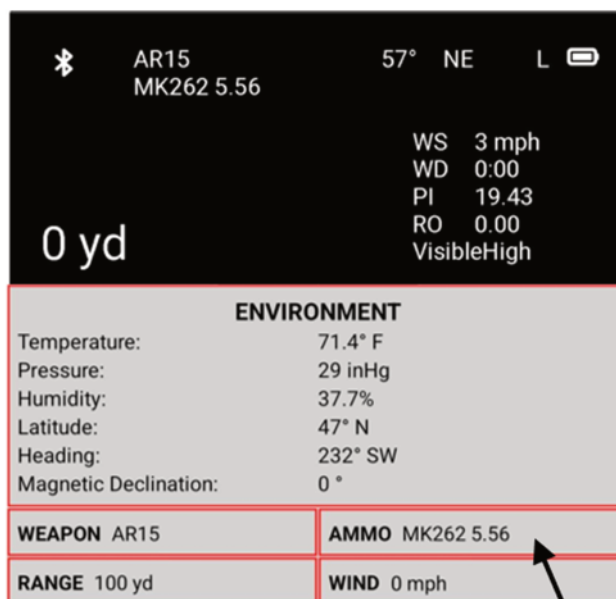 AR15 57° NE L
MK262 5.56
WS 3 mph
WD 0:00
PI 19.43
RO 0.00
0 yd VisibleHigh
ENVIRONMENT
Temperature: 71.4° F
Pressure: 29 inHg
Humidity: 37.7%
Latitude: 47° N
Heading: 232° SW
Magnetic Declination: 0 °
WEAPON AR15 AMMO MK262 5.56
RANGE 100 yd WIND 0 mph